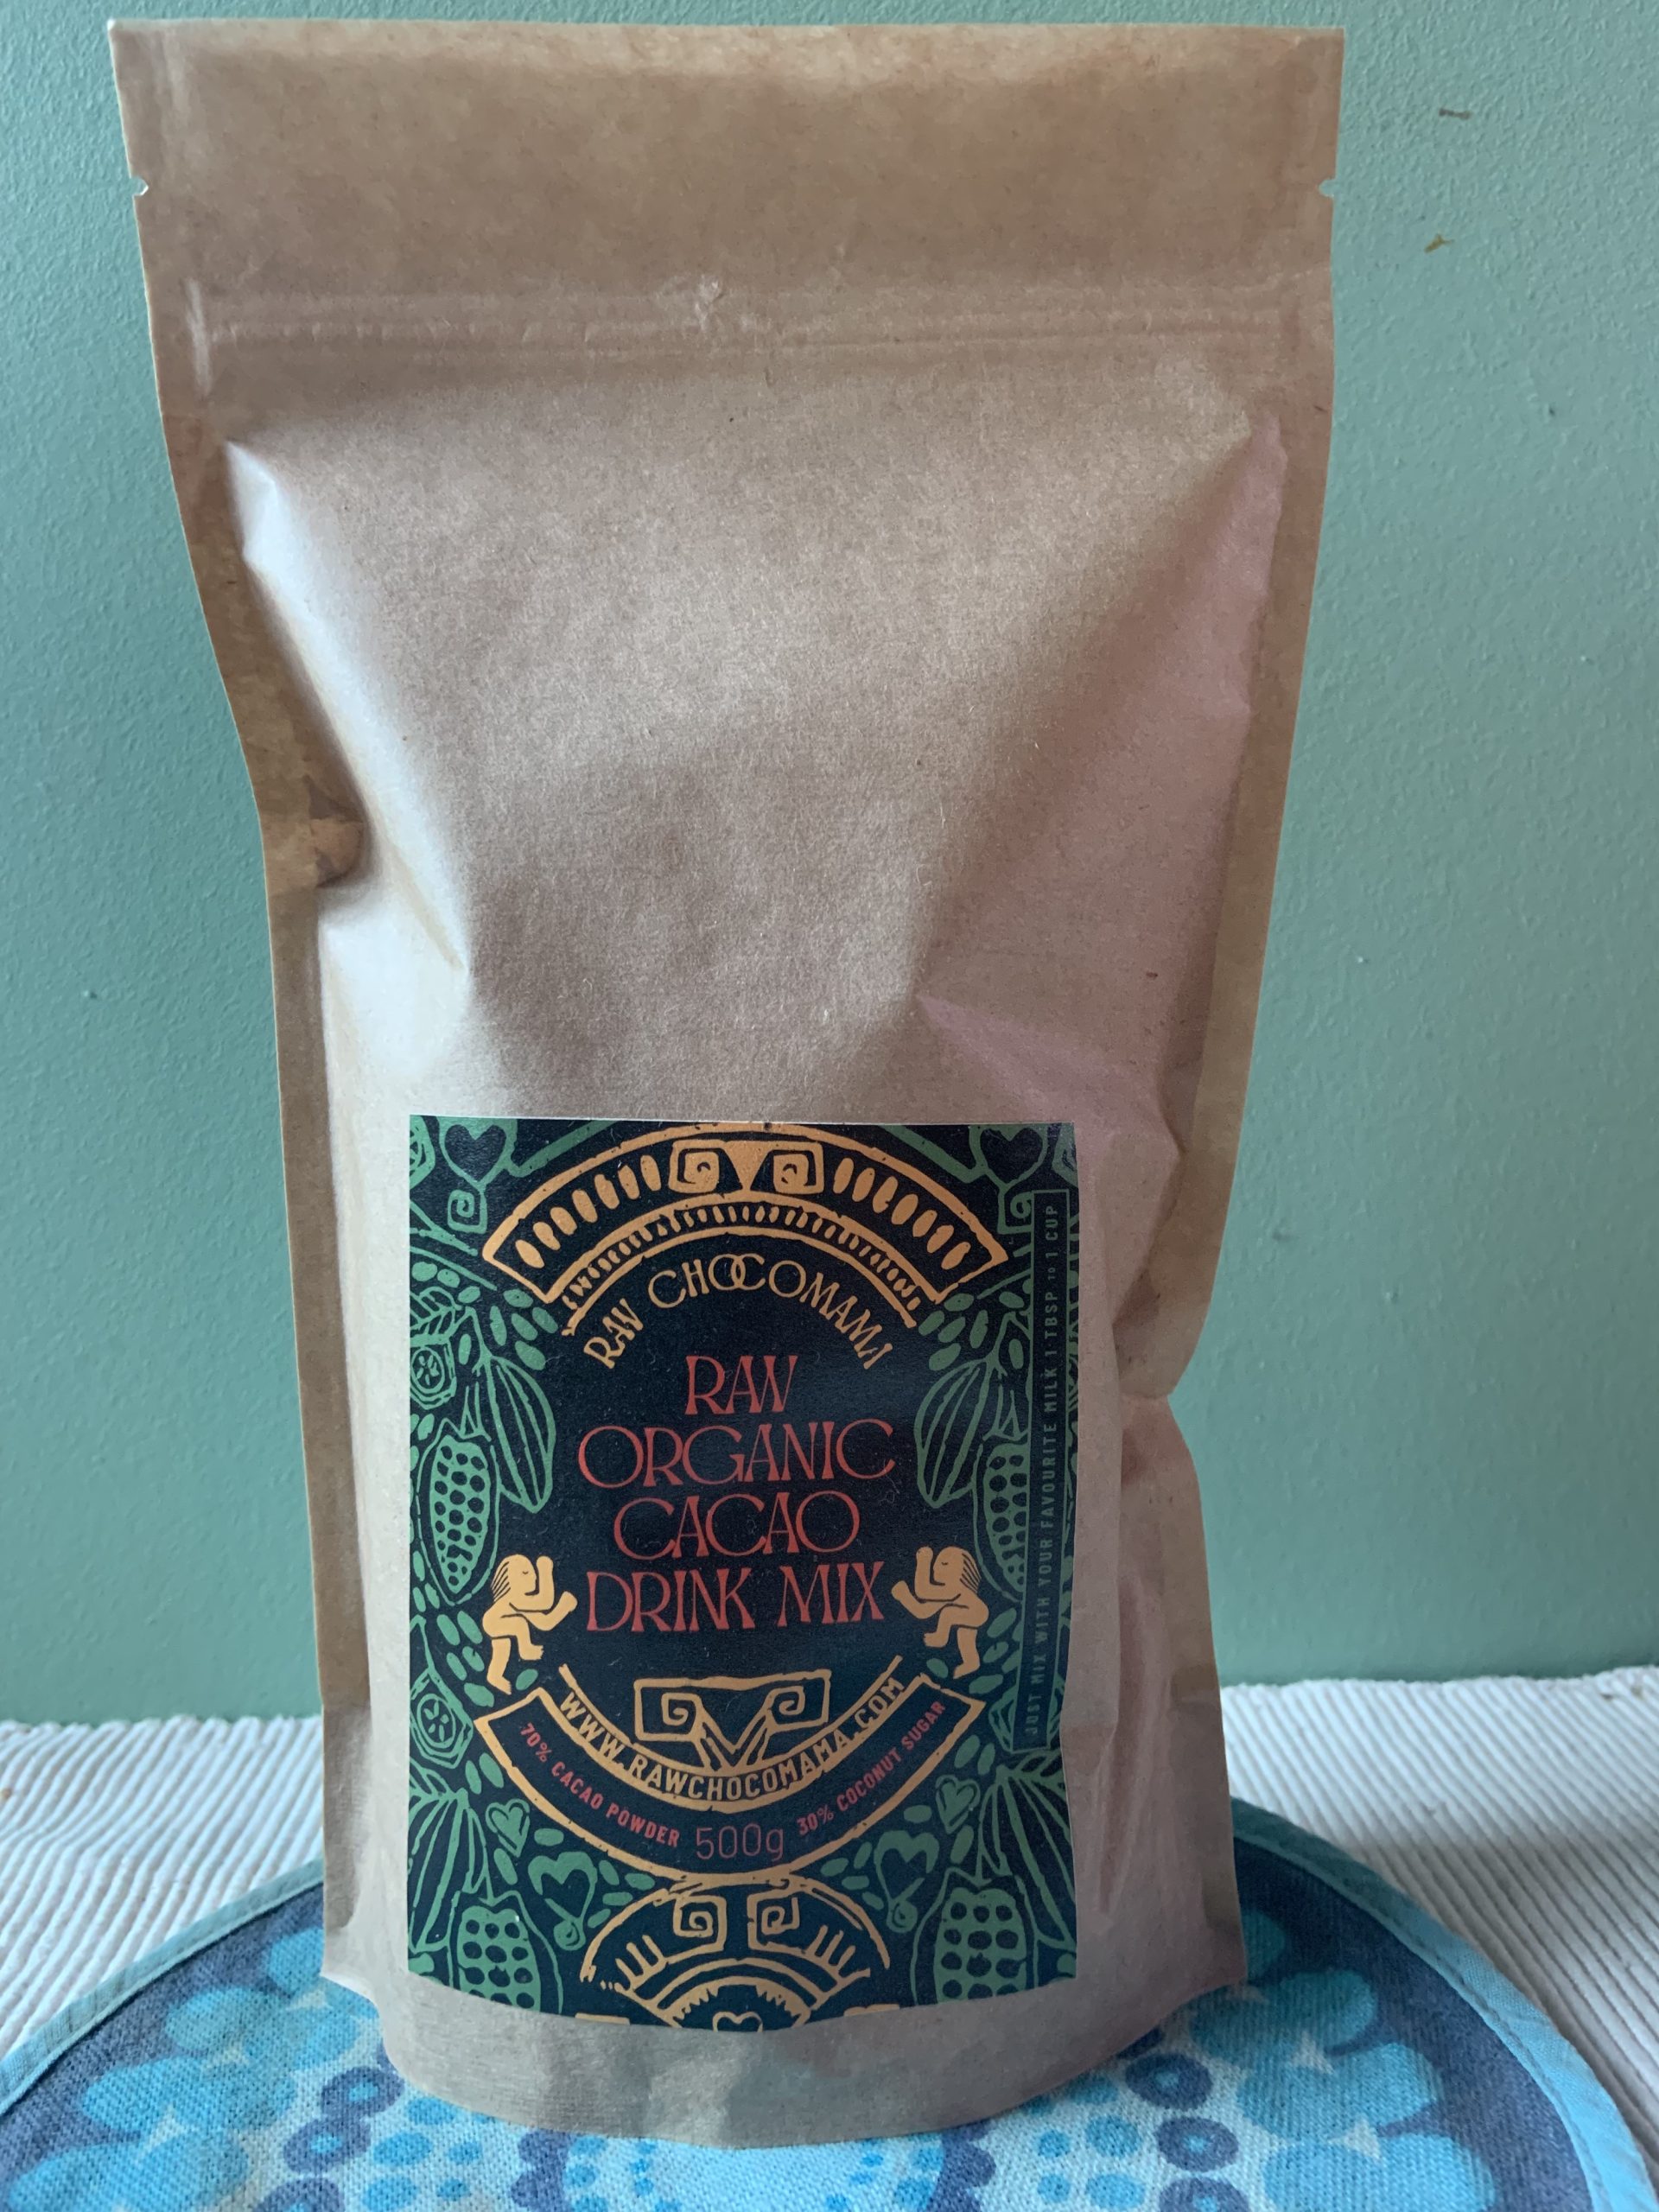 RAW CHOCOMAMA
RAW
ORGANIC
CACAO
DRINK MIX
WWW.RAWCHOCOMAMA.COM
70% CACAO POWDER 500g 30% COCONUT SUGAR
JUST MIX WITH YOUR FAVOURITE MILK 1 TBSP TO 1 CUP